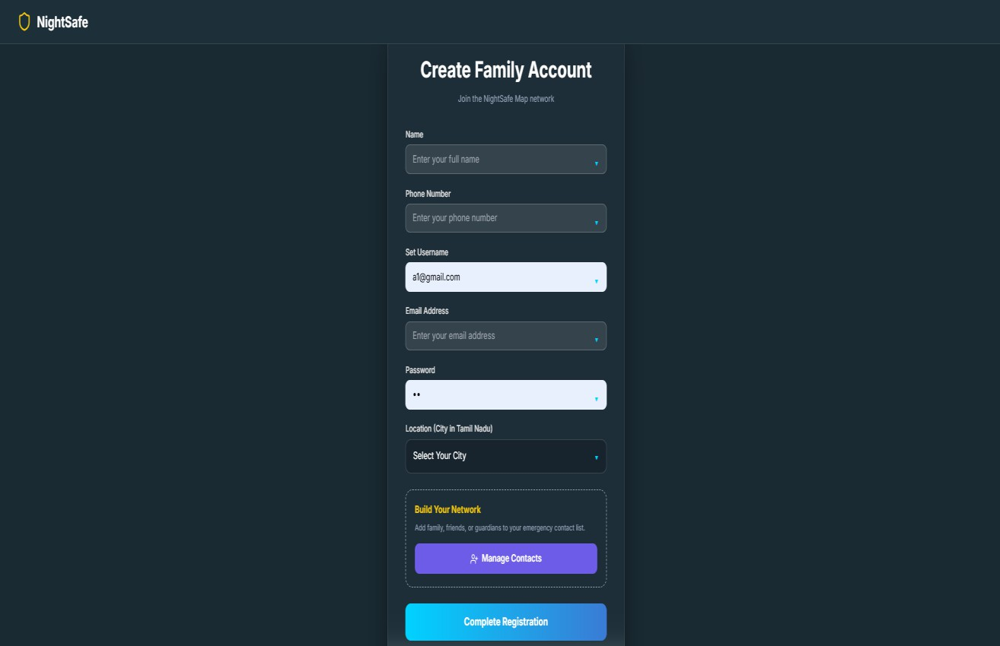 NightSafe
Create Family Account
Join the NightSafe Map network
Name
Enter your full name
Phone Number
Enter your phone number
Set Username
a1@gmail.com
Email Address
Enter your email address
Password
••
Location (City in Tamil Nadu)
Select Your City
Build Your Network
Add family, friends, or guardians to your emergency contact list.
Manage Contacts
Complete Registration